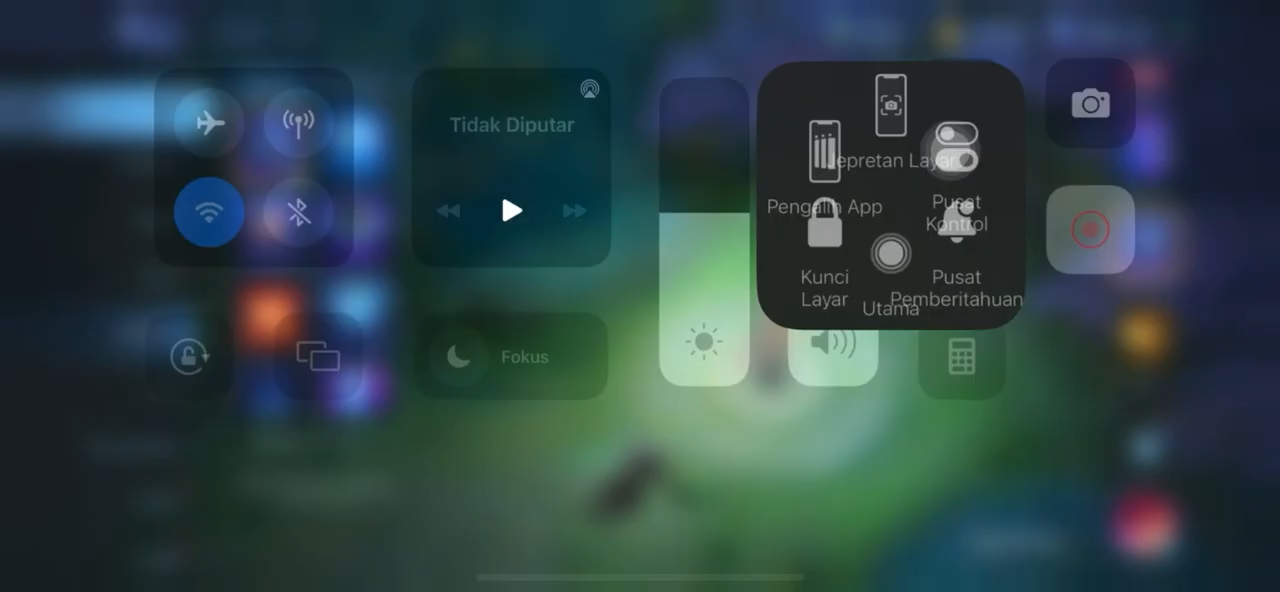 Tidak Diputar
Jepretan Layar
Pengalih App
Pusat
Kontrol
Kunci
Layar
Pusat
Pemberitahuan
Utama
Fokus